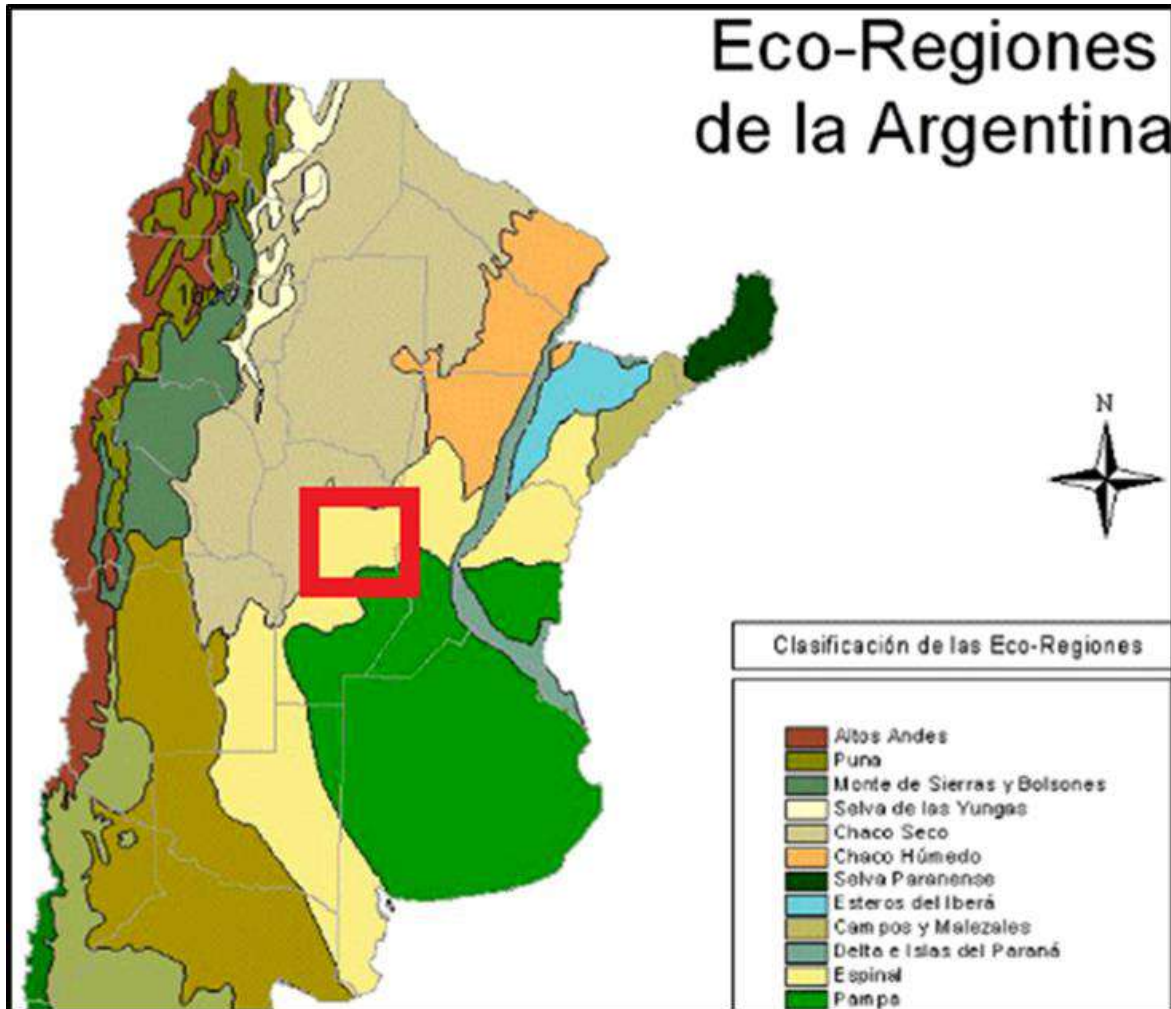 Eco-Regiones
de la Argentina
N
Clasificación de las Eco-Regiones
Altos Andes
Puna
Monte de Sierras y Bolsones
Selva de las Yungas
Chaco Seco
Chaco Húmedo
Selva Paranense
Esteros del Iberá
Campos y Malezales
Delta e Islas del Paraná
Espinal
Pampa